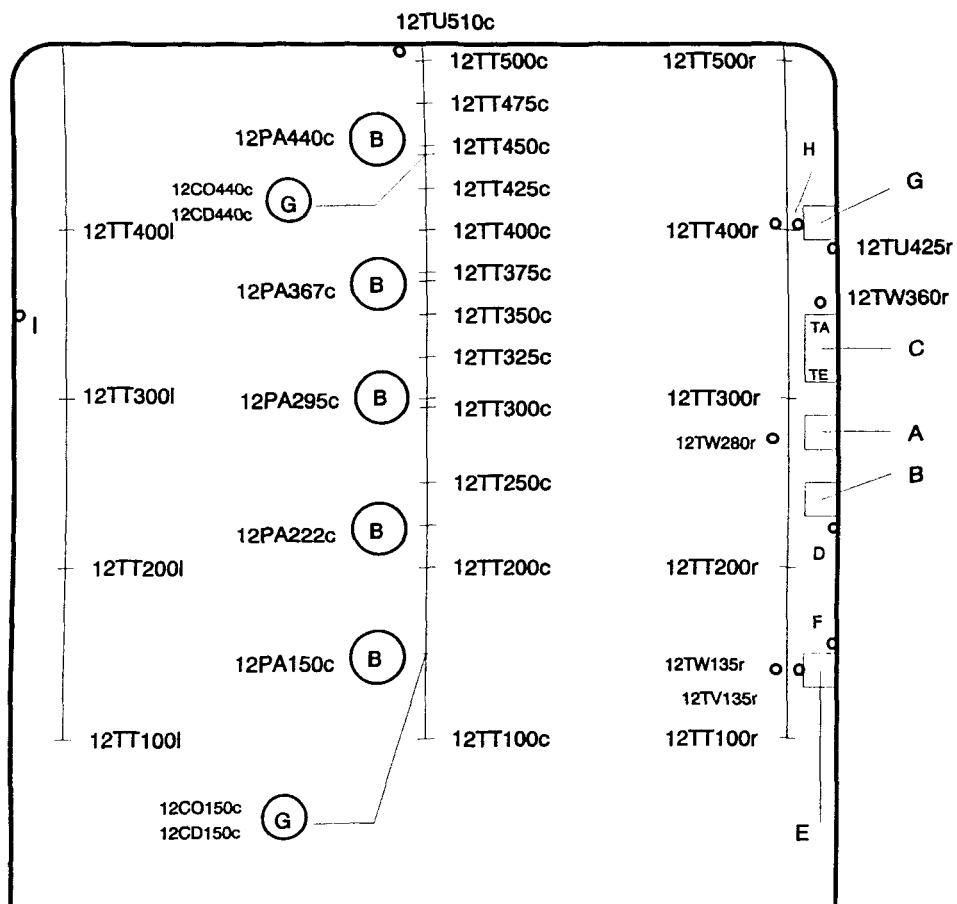 12TU510c
12TT500c
12TT500r
12TT475c
12PA440c
B
12TT450c
H
12CO440c
12CD440c
G
12TT425c
G
12TT400l
12TT400c
12TT400r
12TU425r
12PA367c
B
12TT375c
12TW360r
I
12TT350c
TA
C
12TT325c
TE
12TT300l
12PA295c
B
12TT300c
12TT300r
A
12TW280r
B
12TT250c
12PA222c
B
D
12TT200l
12TT200c
12TT200r
F
12PA150c
B
12TW135r
12TV135r
12TT100l
12TT100c
12TT100r
12CO150c
12CD150c
G
E